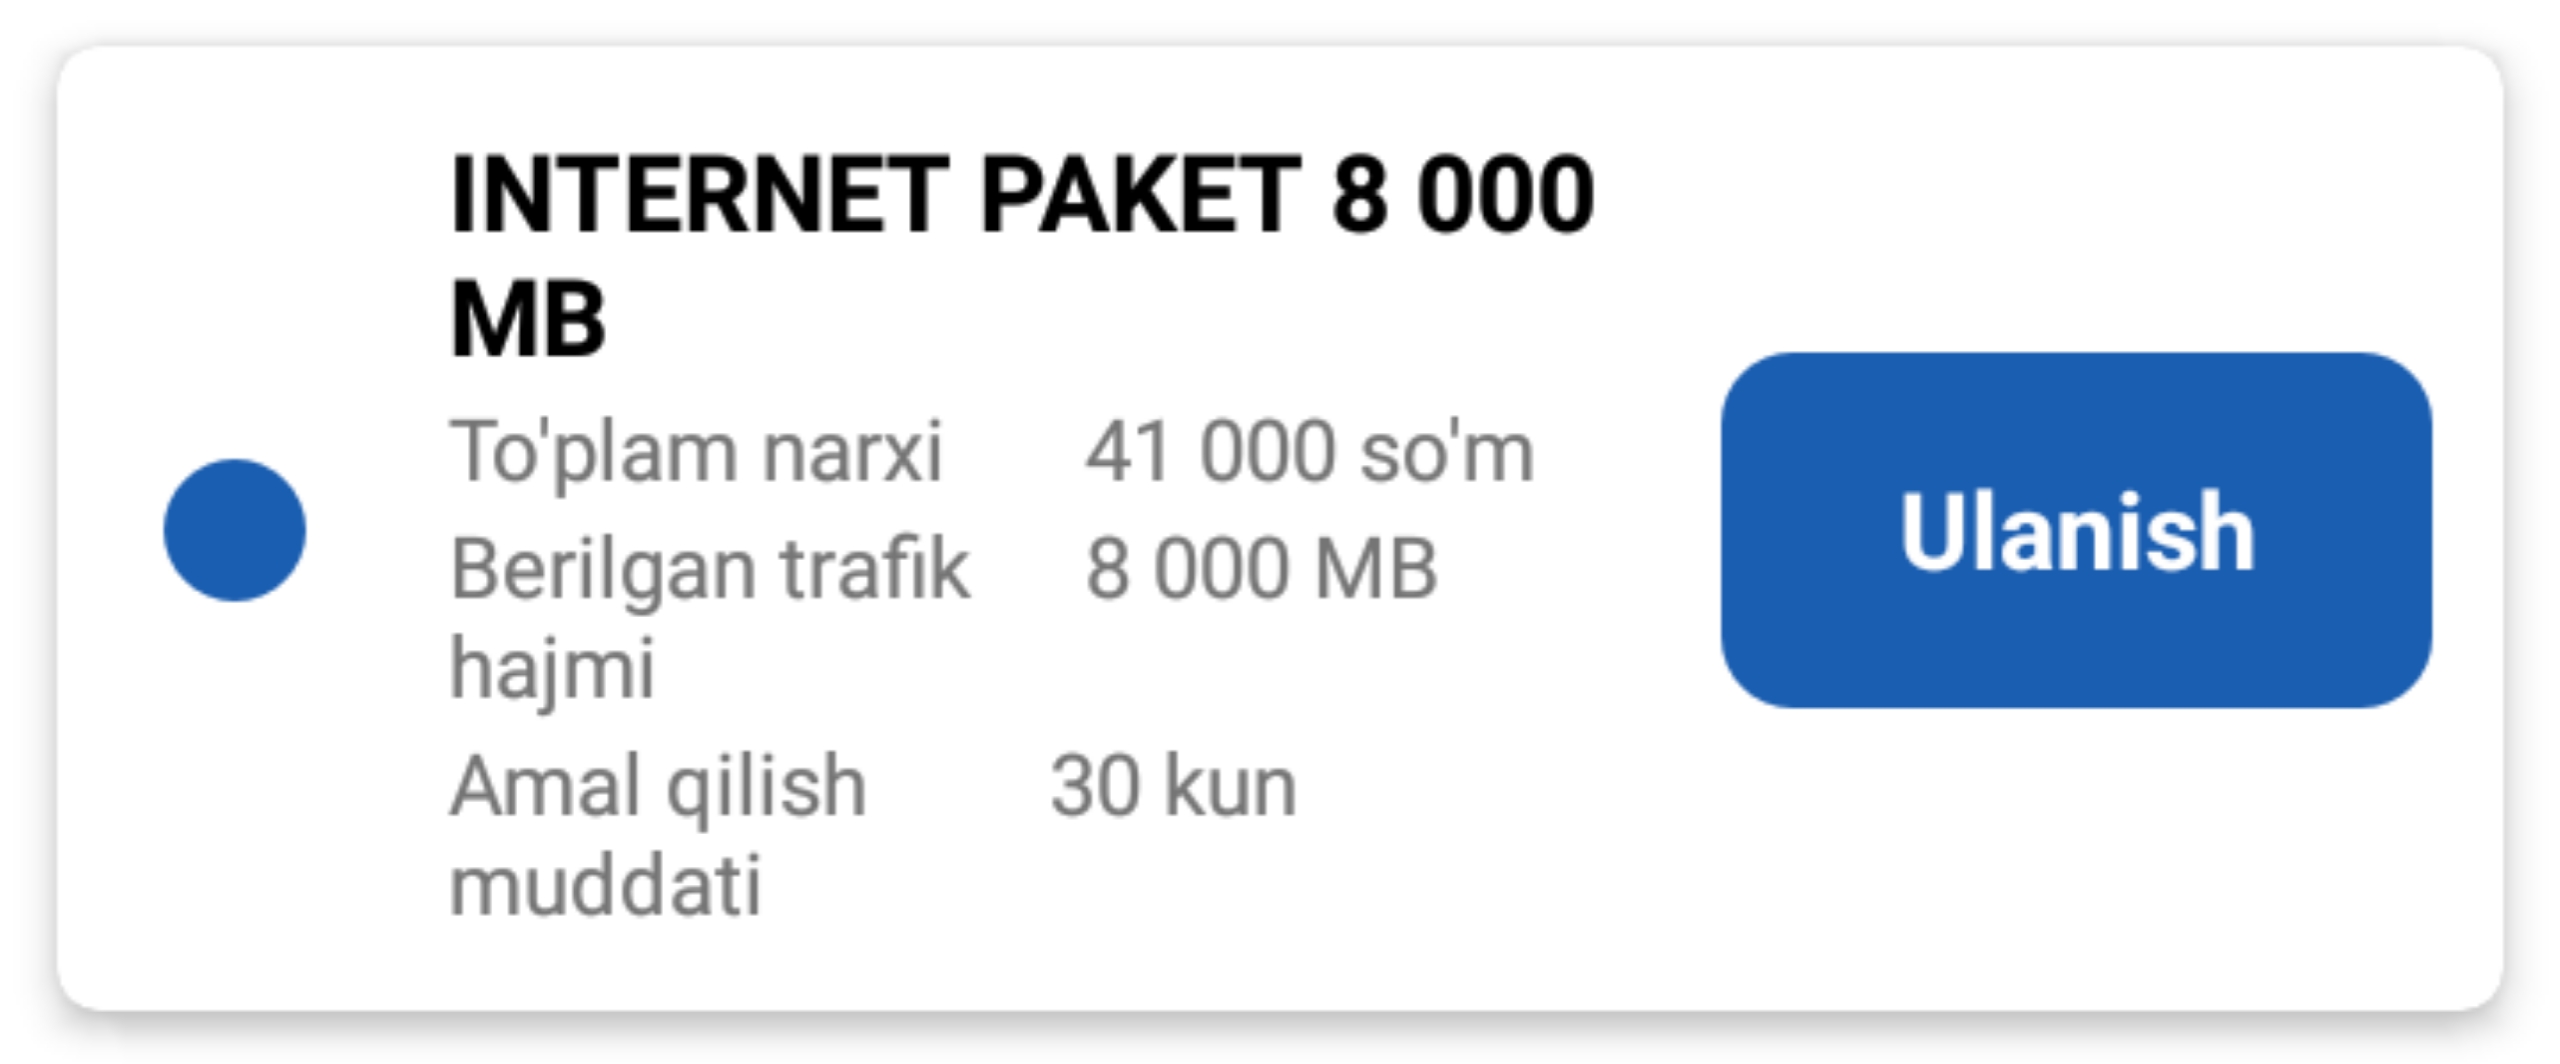 INTERNET PAKET 8 000
MB
To'plam narxi 41 000 so'm
Berilgan trafik 8 000 MB
hajmi
Amal qilish 30 kun
muddati
Ulanish